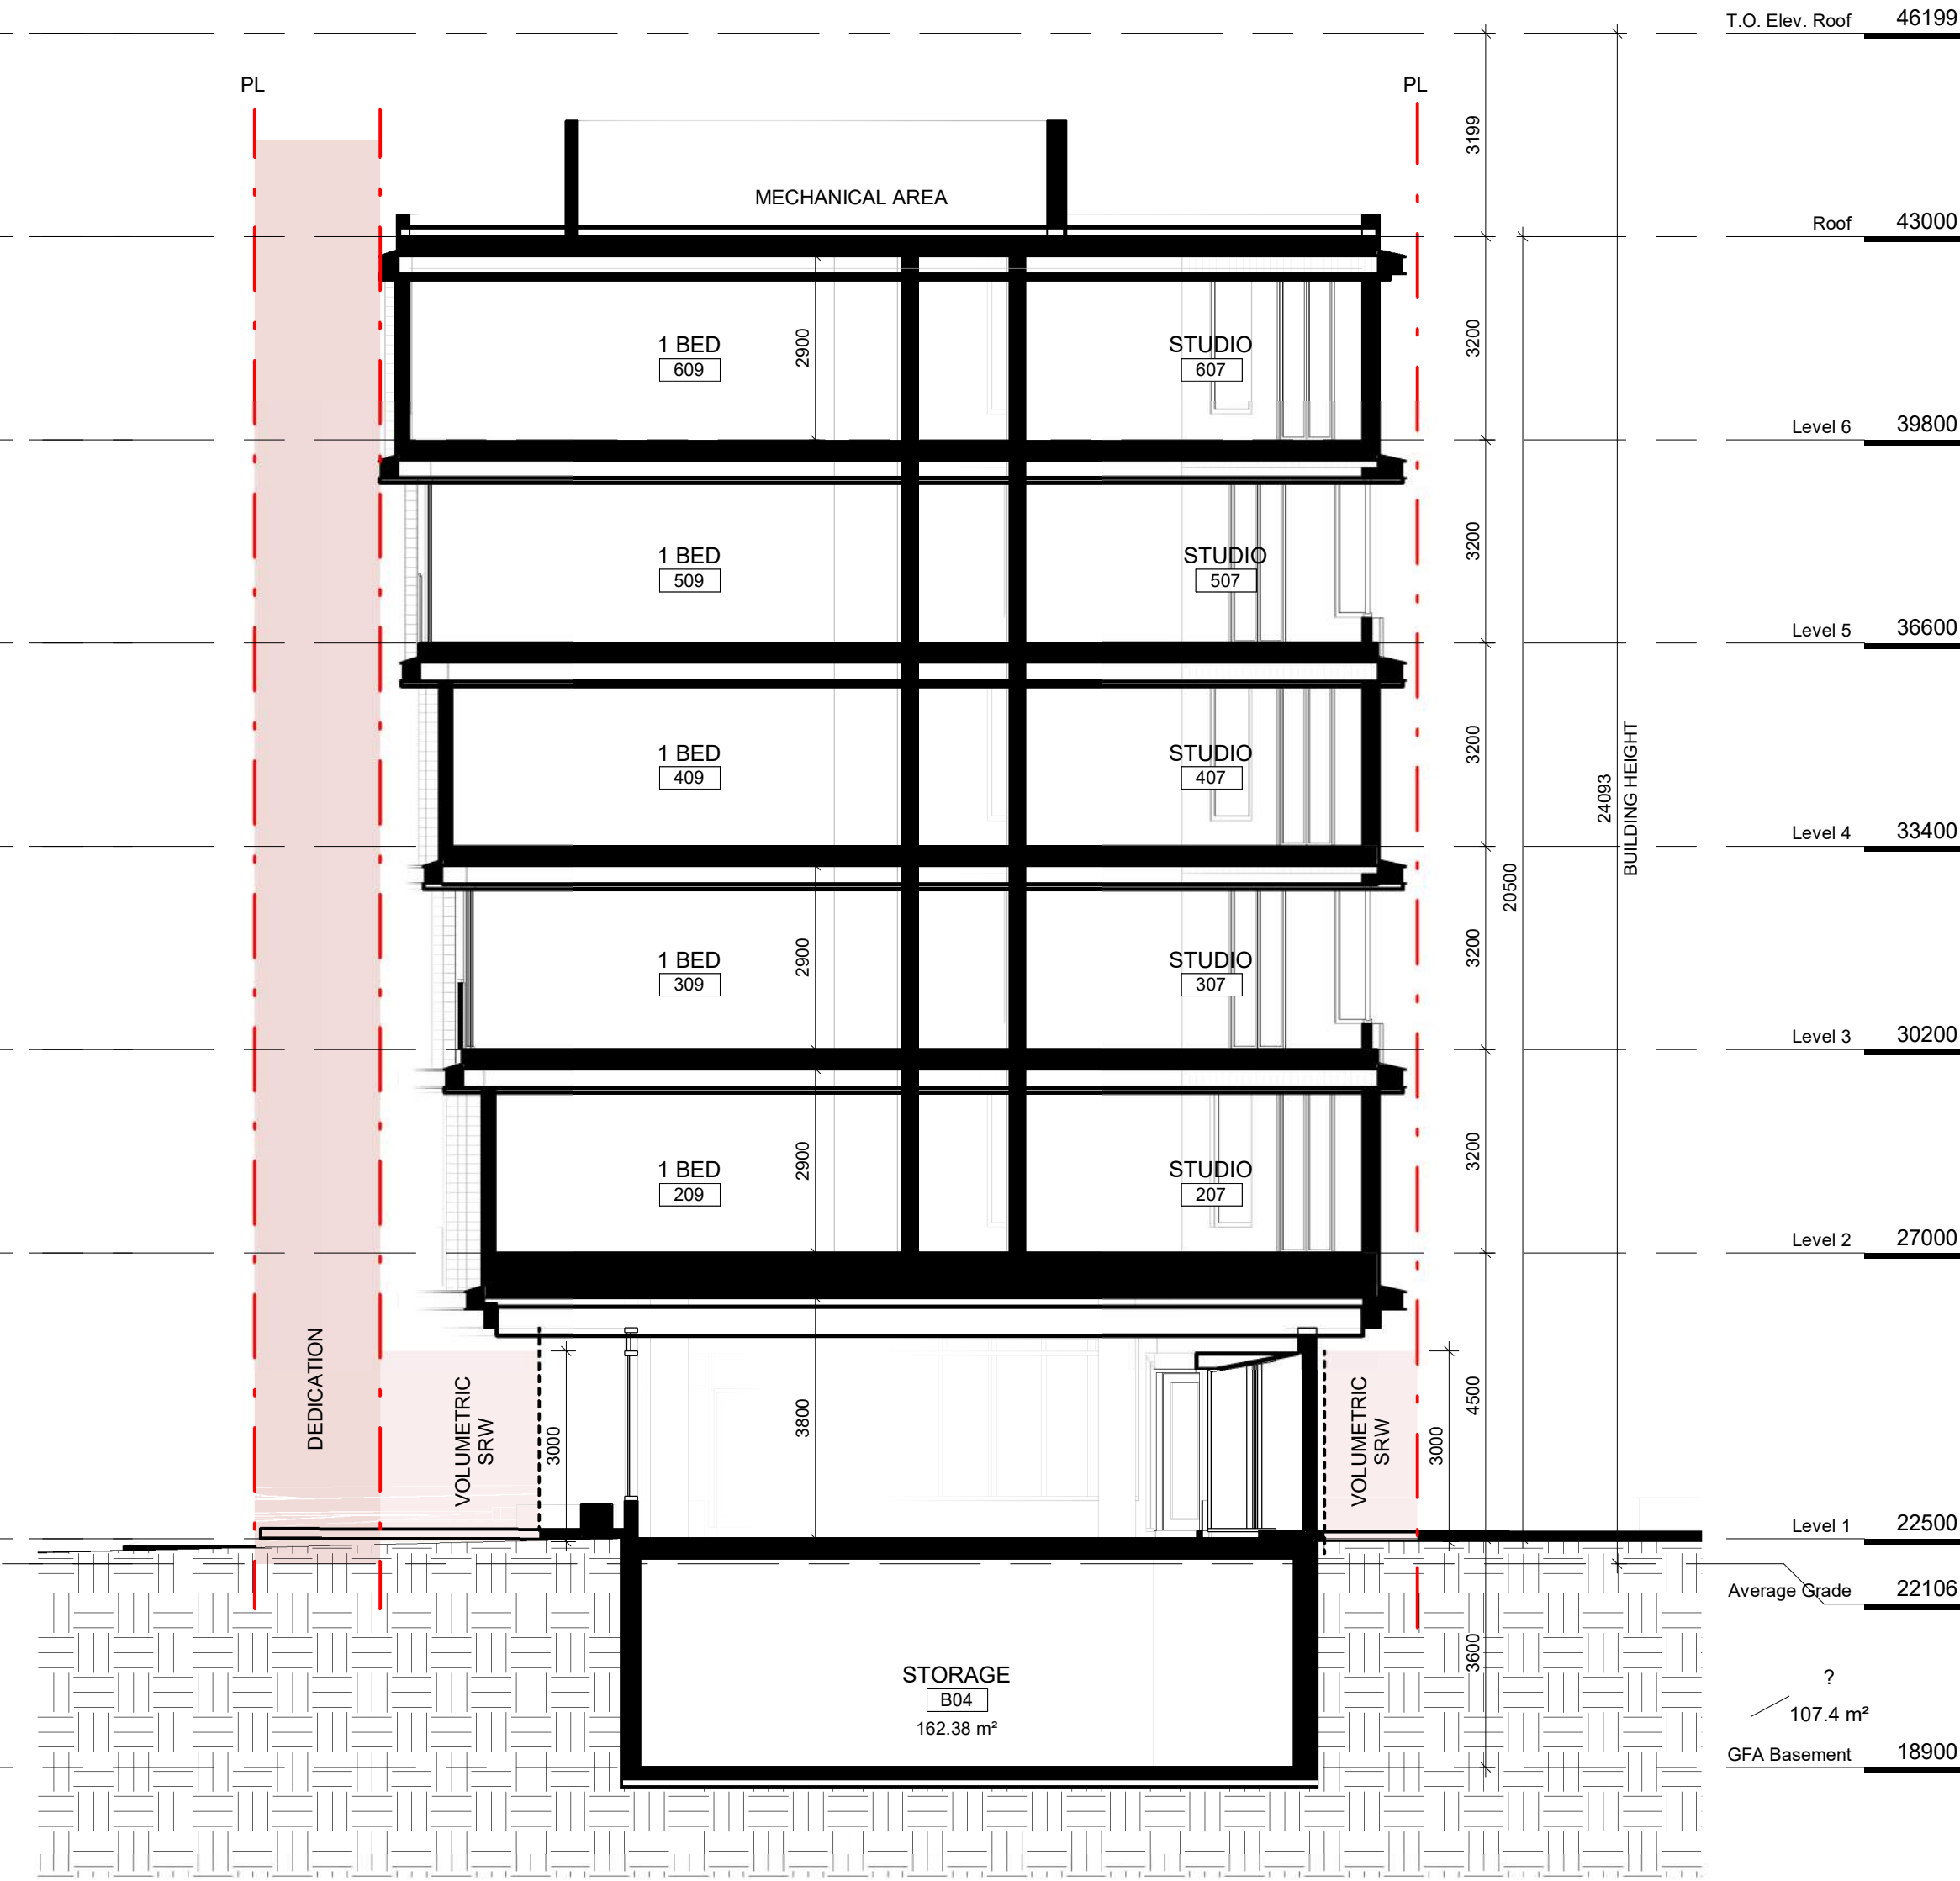 T.O. Elev. Roof 46199
PL
PL
3199
MECHANICAL AREA
Roof 43000
1 BED
609
2900
STUDIO
607
3200
Level 6 39800
1 BED
509
STUDIO
507
3200
Level 5 36600
1 BED
409
STUDIO
407
3200
24093
BUILDING HEIGHT
Level 4 33400
20500
1 BED
309
2900
STUDIO
307
3200
Level 3 30200
1 BED
209
2900
STUDIO
207
3200
Level 2 27000
DEDICATION
VOLUMETRIC
SRW
3000
3800
VOLUMETRIC
SRW
3000
4500
Level 1 22500
Average Grade 22106
3600
STORAGE
B04
162.38 m²
?
107.4 m²
GFA Basement 18900